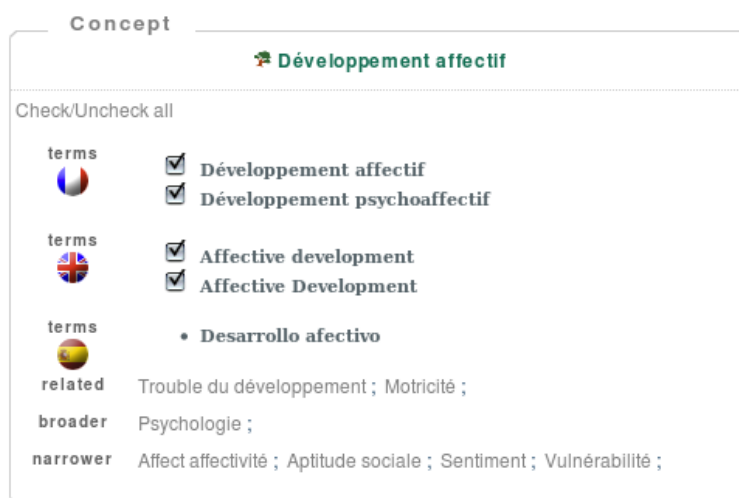 Concept
Développement affectif
Check/Uncheck all
terms
Développement affectif
Développement psychoaffectif
terms
Affective development
Affective Development
terms
• Desarrollo afectivo
related Trouble du développement ; Motricité ;
broader Psychologie ;
narrower Affect affectivité ; Aptitude sociale ; Sentiment ; Vulnérabilité ;